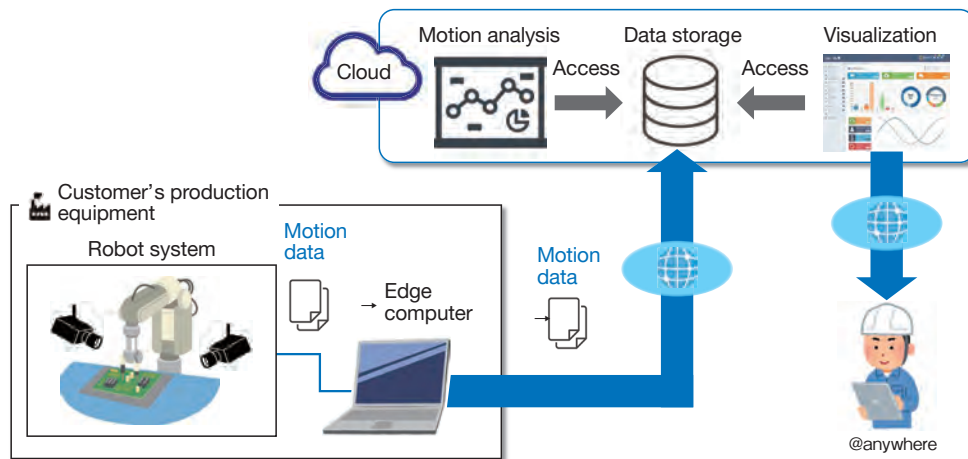 Cloud
Motion analysis
Data storage
Visualization
Access
Access
Customer's production
equipment
Robot system
Motion
data
→ Edge
computer
Motion
data
@anywhere